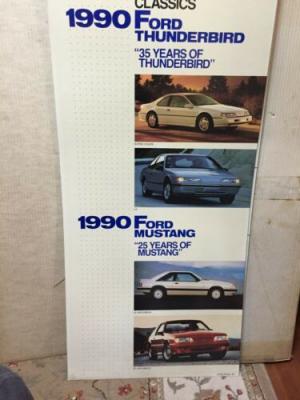 CLASSICS
1990 FORD
THUNDERBIRD
"35 YEARS OF
THUNDERBIRD"
1990 FORD
MUSTANG
"25 YEARS OF
MUSTANG"